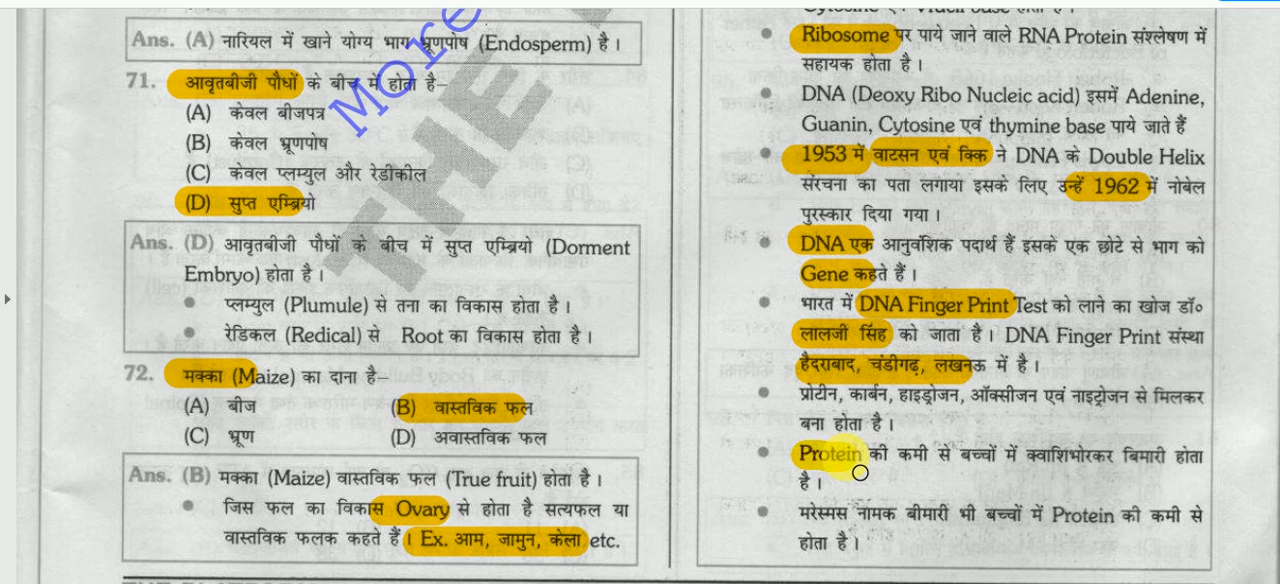 Ans. (A) नारियल में खाने योग्य भाग भ्रूणपोष (Endosperm) है।
71. आवृतबीजी पौधों के बीच में होता है–
(A) केवल बीजपत्र
(B) केवल भ्रूणपोष
(C) केवल प्लम्युल और रेडीकोल
(D) सुप्त एम्ब्रियो
Ans. (D) आवृतबीजी पौधों के बीच में सुप्त एम्ब्रियो (Dorment
Embryo) होता है।
• प्लम्युल (Plumule) से तना का विकास होता है।
• रेडिकल (Redical) से Root का विकास होता है।
72. मक्का (Maize) का दाना है–
(A) बीज (B) वास्तविक फल
(C) भ्रूण (D) अवास्तविक फल
Ans. (B) मक्का (Maize) वास्तविक फल (True fruit) होता है।
• जिस फल का विकास Ovary से होता है सत्यफल या
वास्तविक फलक कहते हैं। Ex. आम, जामुन, केला etc.
More
THE
• Ribosome पर पाये जाने वाले RNA Protein संश्लेषण में
सहायक होता है।
• DNA (Deoxy Ribo Nucleic acid) इसमें Adenine,
Guanin, Cytosine एवं thymine base पाये जाते हैं
• 1953 में वाटसन एवं क्रिक ने DNA के Double Helix
संरचना का पता लगाया इसके लिए उन्हें 1962 में नोबेल
पुरस्कार दिया गया।
• DNA एक आनुवंशिक पदार्थ हैं इसके एक छोटे से भाग को
Gene कहते हैं।
• भारत में DNA Finger Print Test को लाने का खोज डॉ०
लालजी सिंह को जाता है। DNA Finger Print संस्था
हैदराबाद, चंडीगढ़, लखनऊ में है।
• प्रोटीन, कार्बन, हाइड्रोजन, ऑक्सीजन एवं नाइट्रोजन से मिलकर
बना होता है।
• Protein की कमी से बच्चों में क्वाशिभोरकर बिमारी होता
है।
• मरेस्मस नामक बीमारी भी बच्चों में Protein की कमी से
होता है।